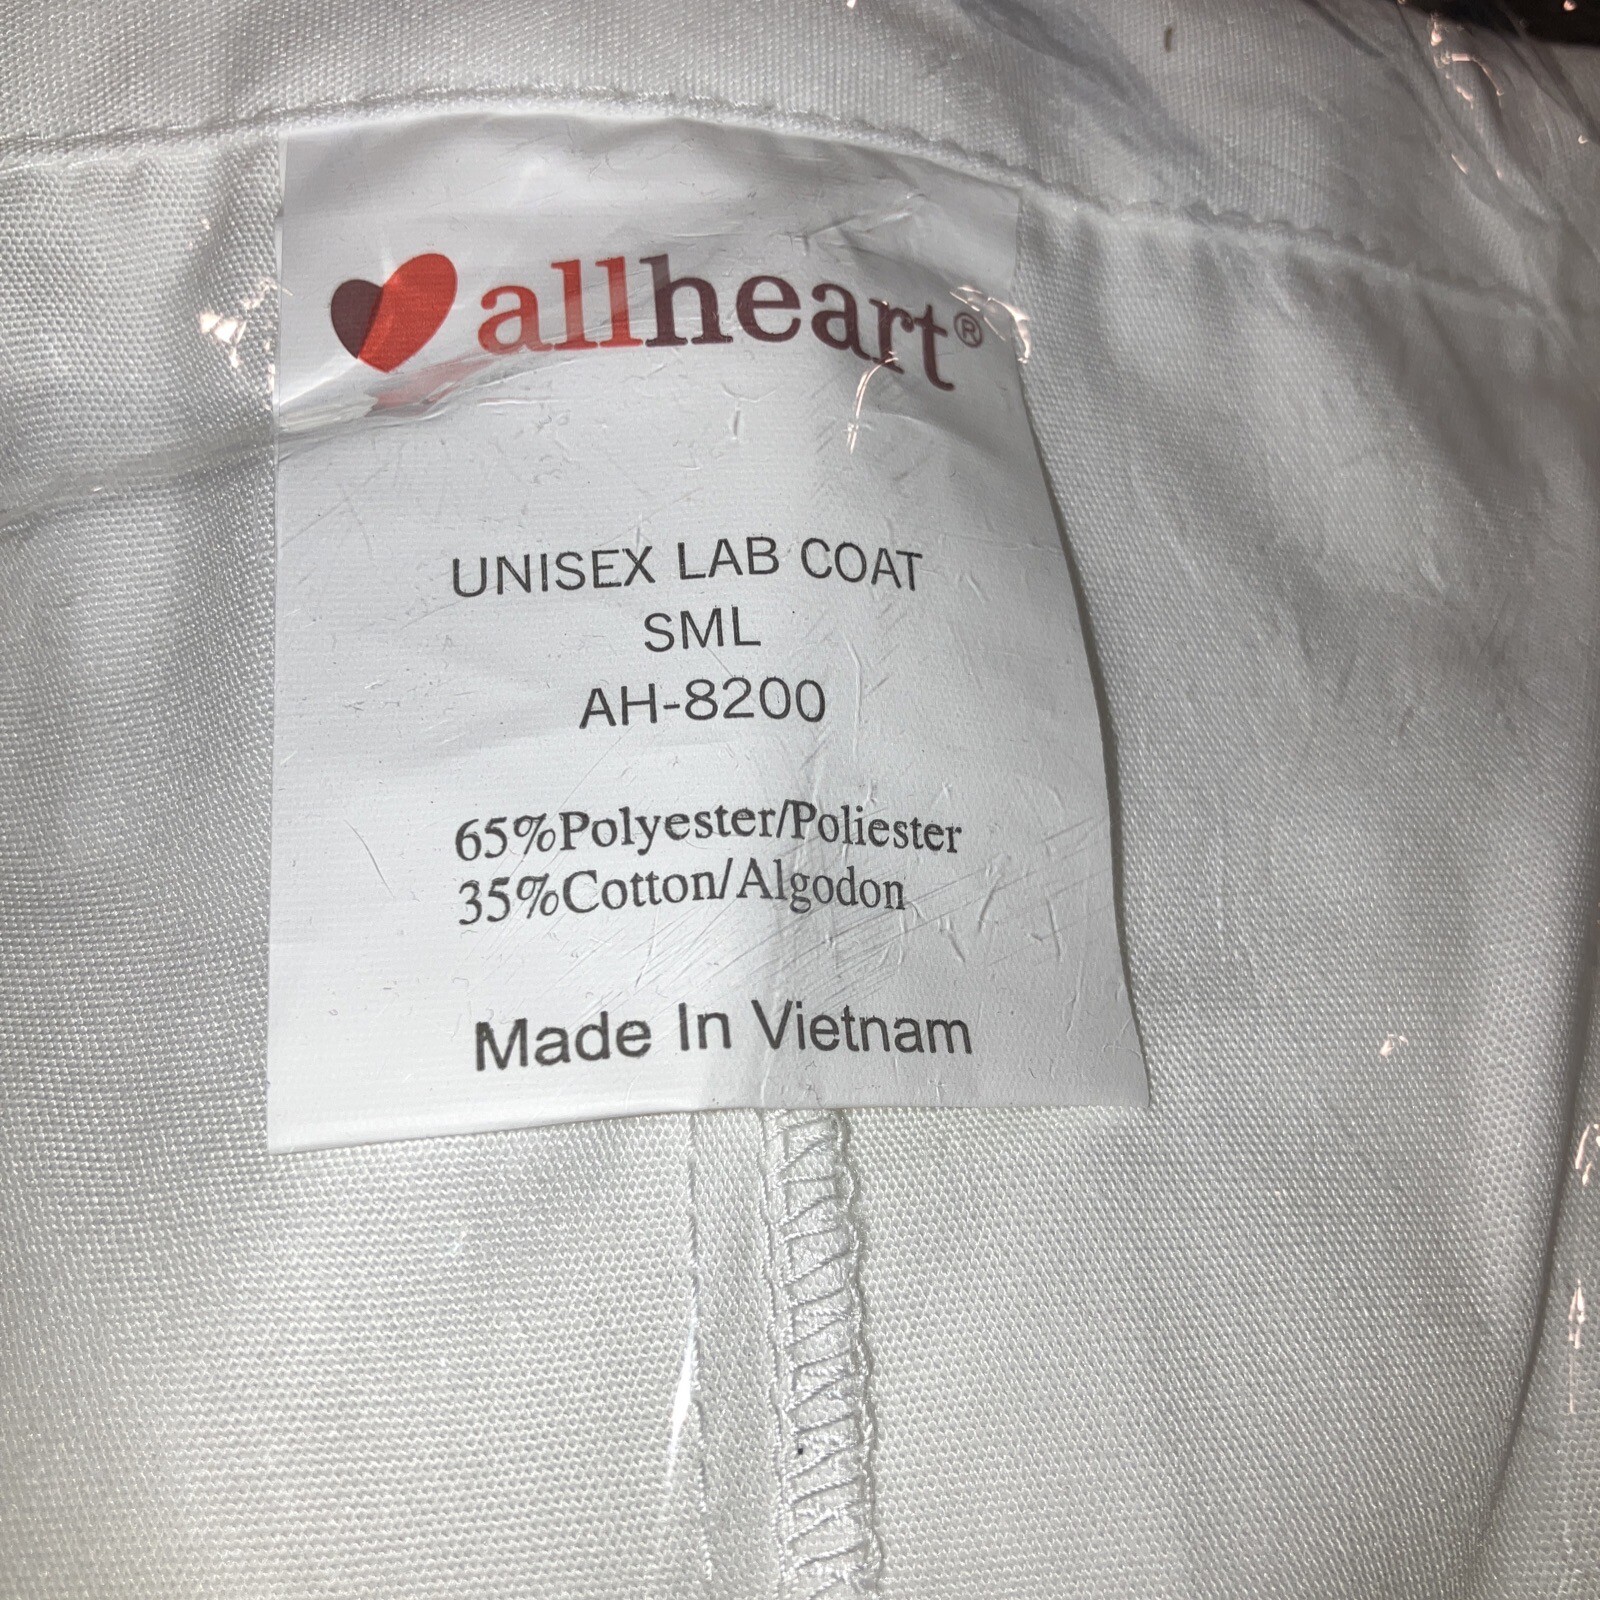 allheart®
UNISEX LAB COAT
SML
AH-8200
65%Polyester/Poliester
35%Cotton/Algodon
Made In Vietnam